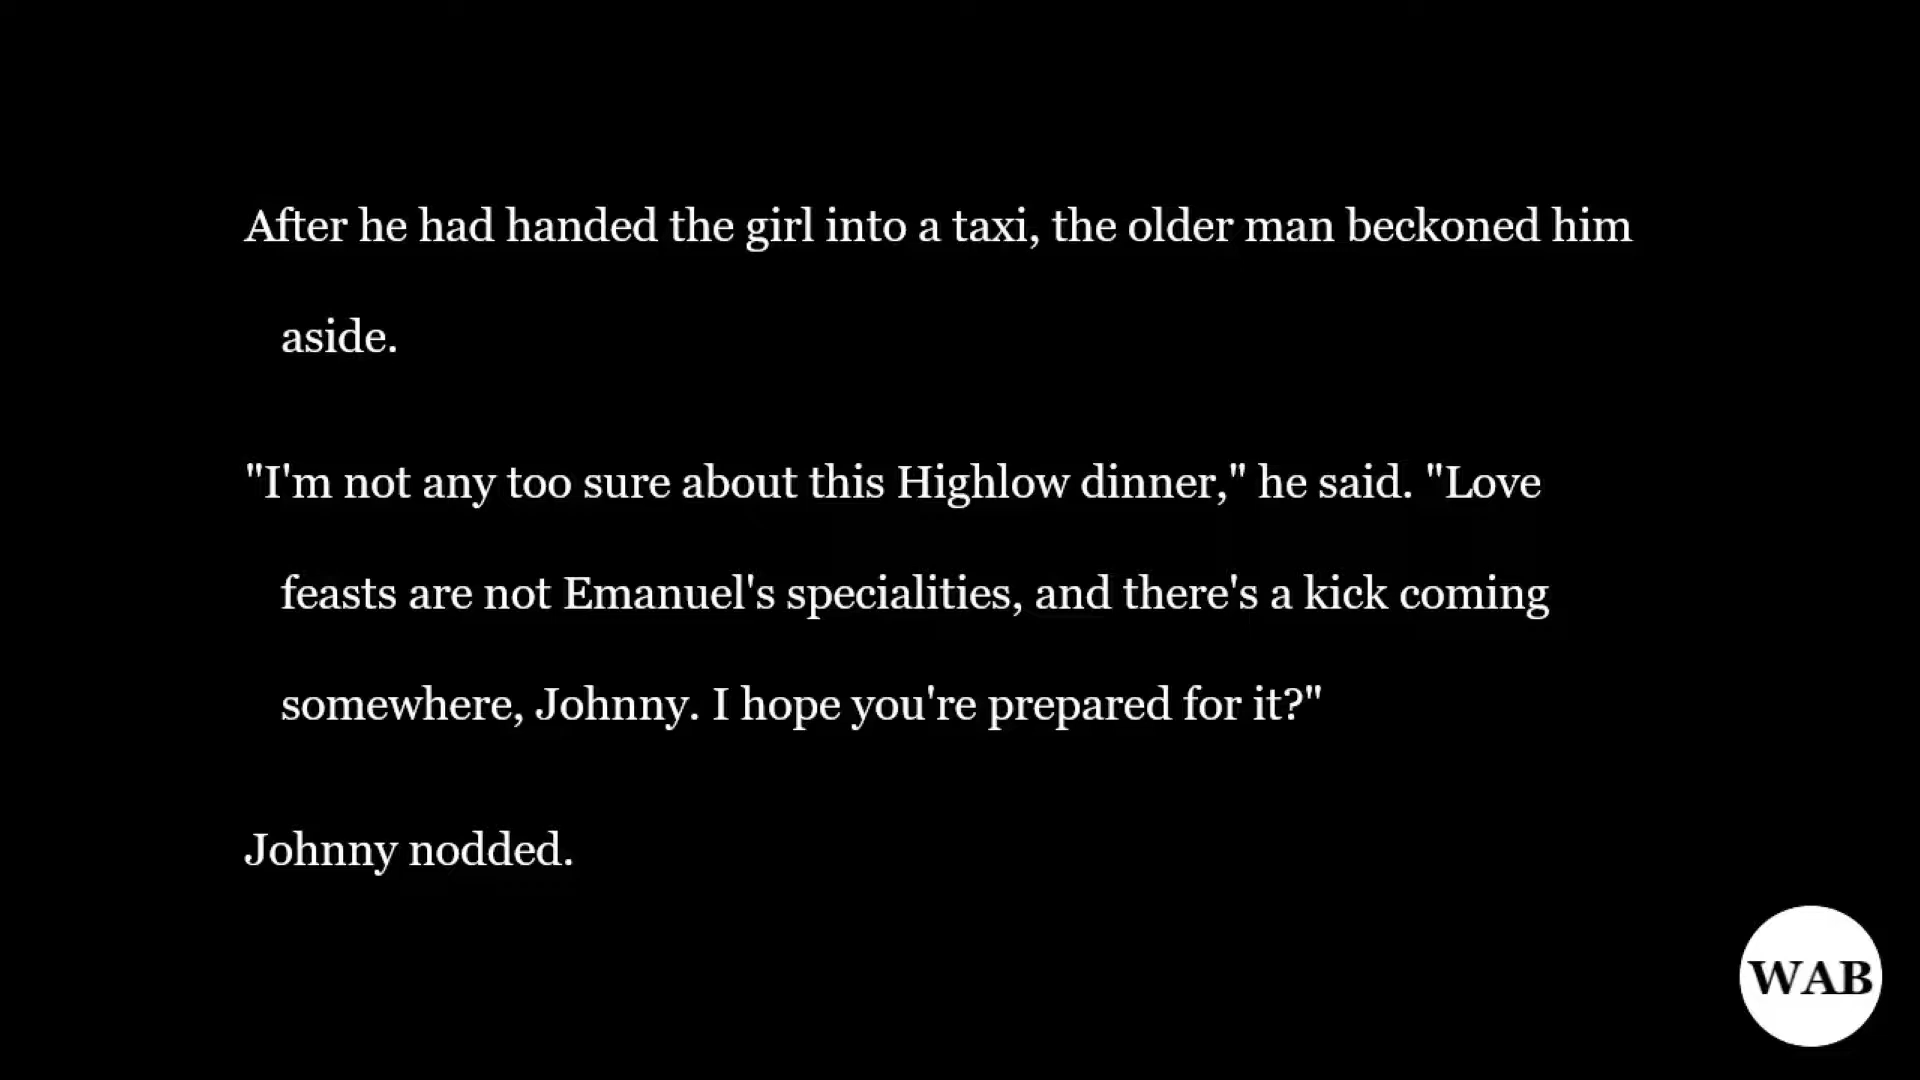 After he had handed the girl into a taxi, the older man beckoned him
aside.
"I'm not any too sure about this Highlow dinner," he said. "Love
feasts are not Emanuel's specialities, and there's a kick coming
somewhere, Johnny. I hope you're prepared for it?"
Johnny nodded.
WAB